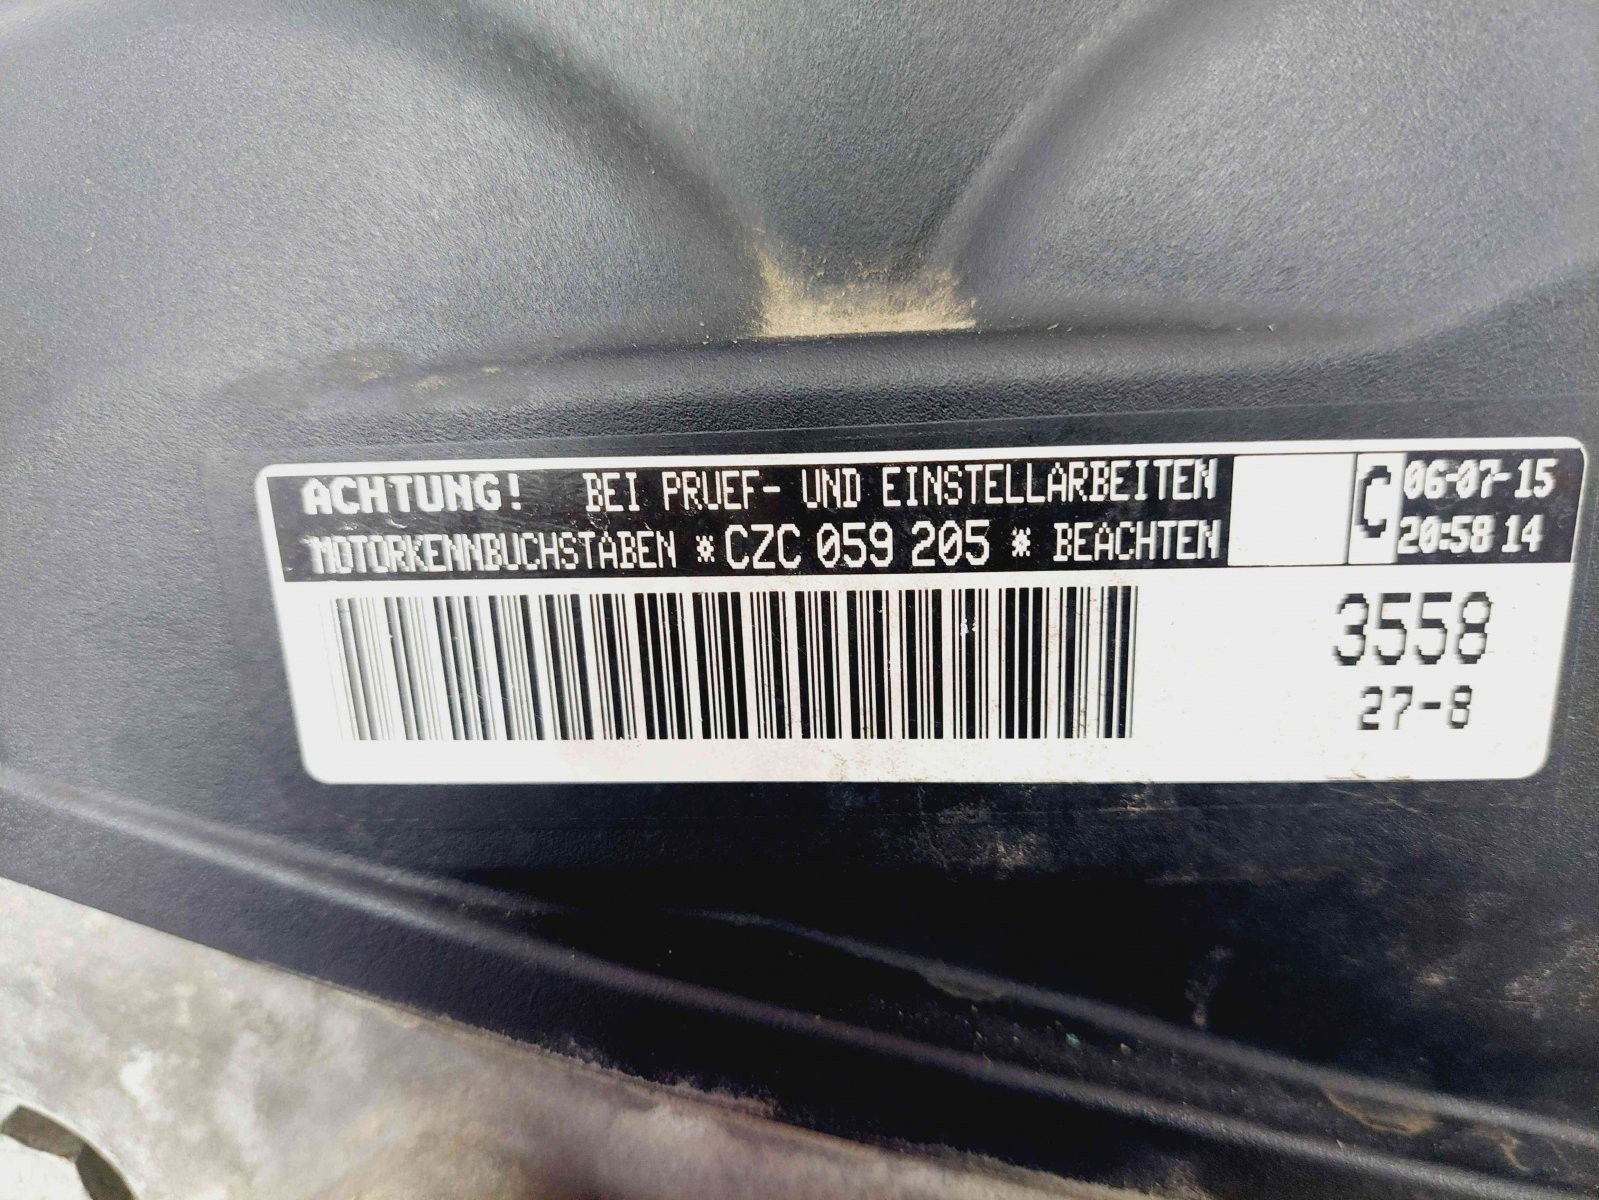 ACHTUNG! BEI PRUEF- UND EINSTELLARBEITEN
MOTORKENNBUCHSTABEN *CZC 059 205 * BEACHTEN
C
06-07-15
20:58 14
3558
27-8